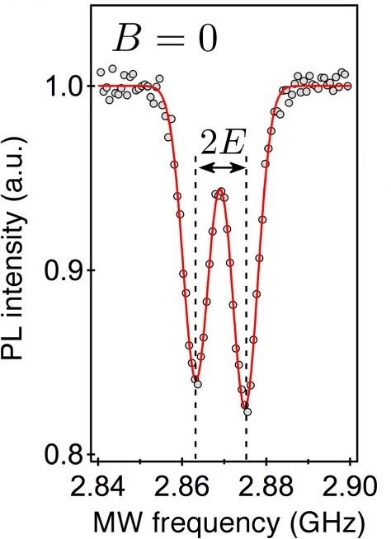 B = 0
2E
1.0
0.9
0.8
PL intensity (a.u.)
2.84 2.86 2.88 2.90
MW frequency (GHz)